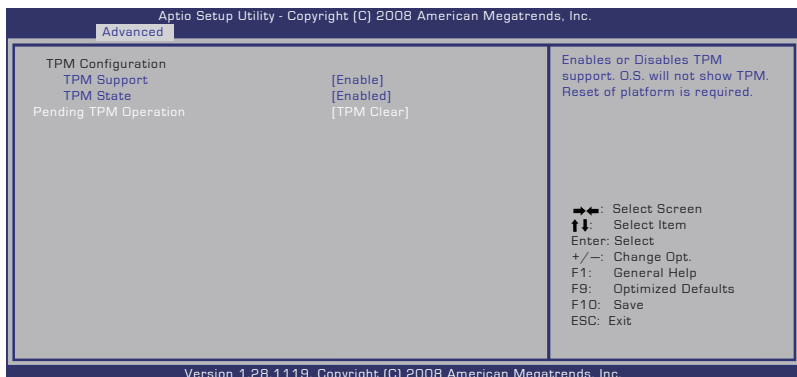 Aptio Setup Utility - Copyright (C) 2008 American Megatrends, Inc.
Advanced
TPM Configuration
TPM Support [Enable]
TPM State [Enabled]
Pending TPM Operation [TPM Clear]
Enables or Disables TPM
support. O.S. will not show TPM.
Reset of platform is required.
→←: Select Screen
↑↓: Select Item
Enter: Select
+/−: Change Opt.
F1: General Help
F9: Optimized Defaults
F10: Save
ESC: Exit
Version 1.28.1119. Copyright (C) 2008 American Megatrends, Inc.